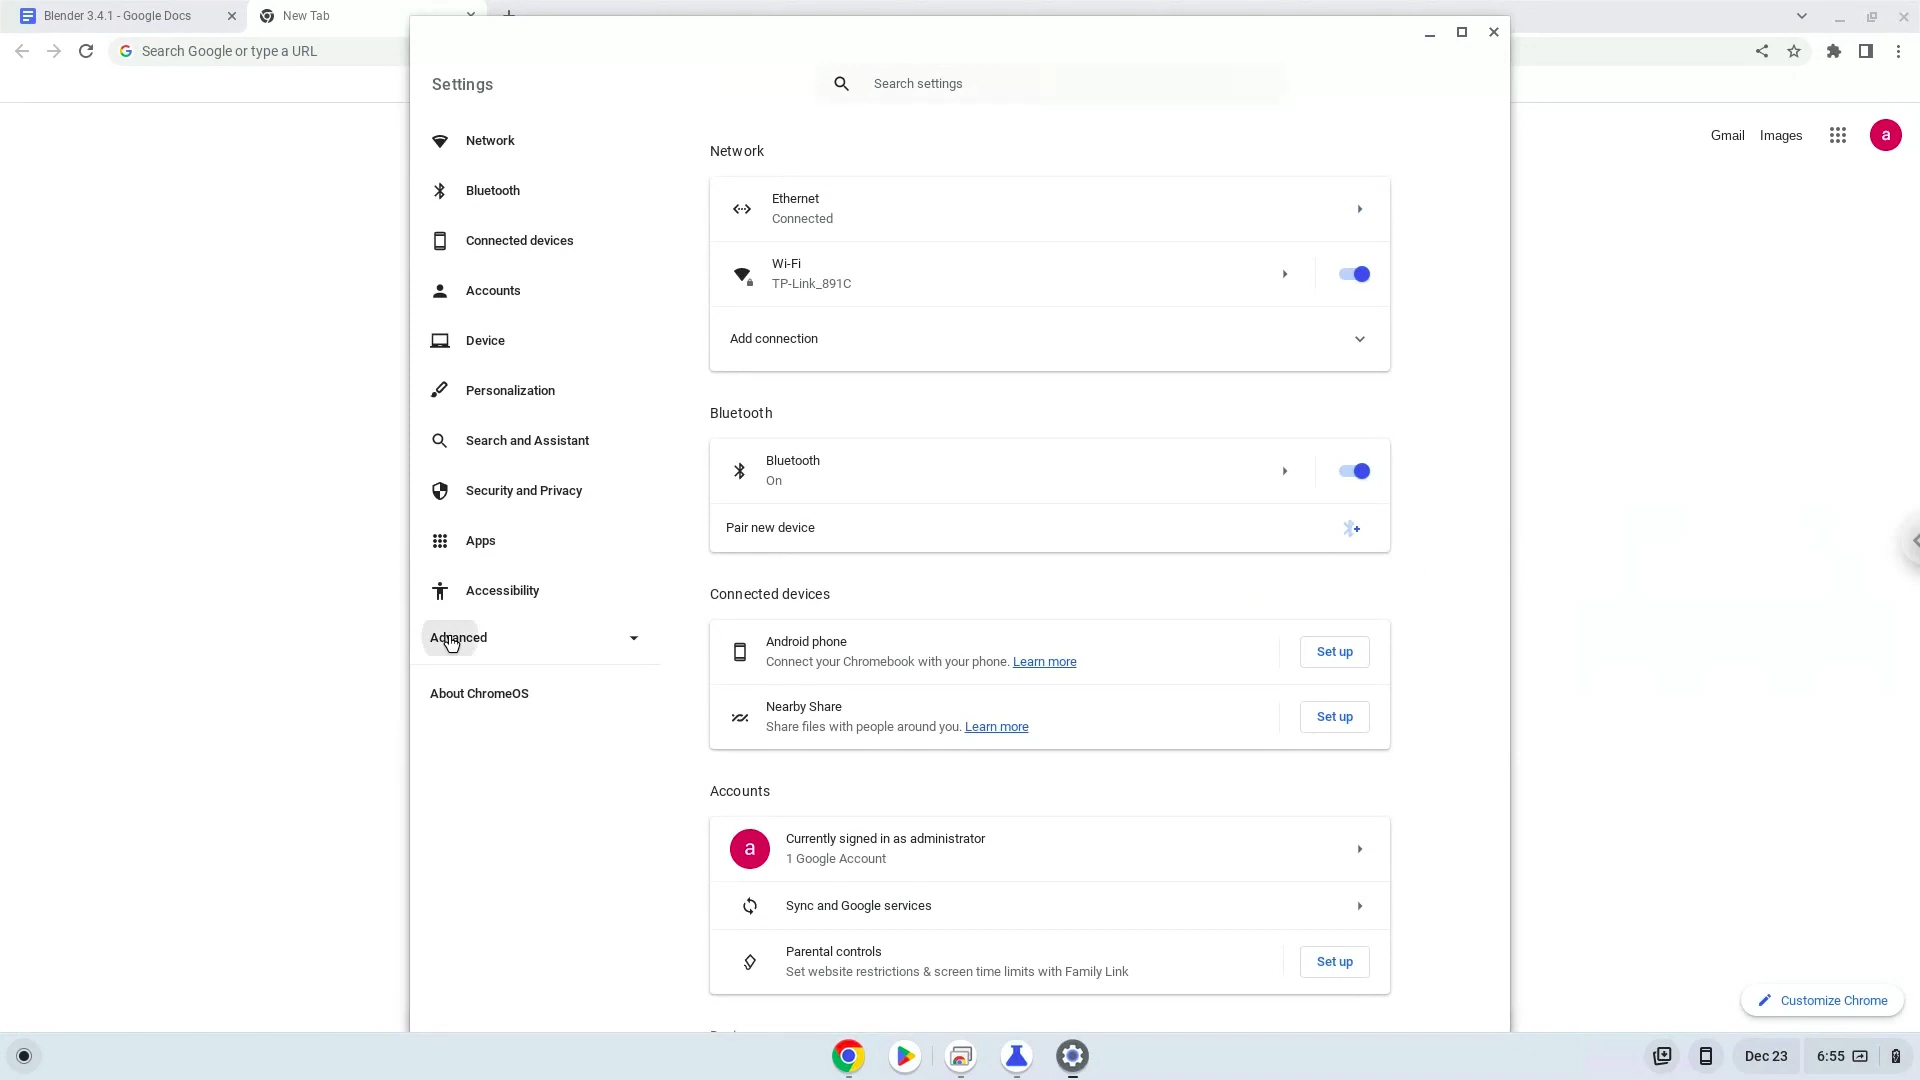 Blender 3.4.1 - Google Docs
New Tab
Search Google or type a URL
Gmail
Images
a
Settings
Search settings
Network
Bluetooth
Connected devices
Accounts
Device
Personalization
Search and Assistant
Security and Privacy
Apps
Accessibility
Advanced
About ChromeOS
Network
Ethernet
Connected
Wi-Fi
TP-Link_891C
Add connection
Bluetooth
Bluetooth
On
Pair new device
Connected devices
Android phone
Connect your Chromebook with your phone. Learn more
Set up
Nearby Share
Share files with people around you. Learn more
Set up
Accounts
a
Currently signed in as administrator
1 Google Account
Sync and Google services
Parental controls
Set website restrictions & screen time limits with Family Link
Set up
Customize Chrome
Dec 23
6:55